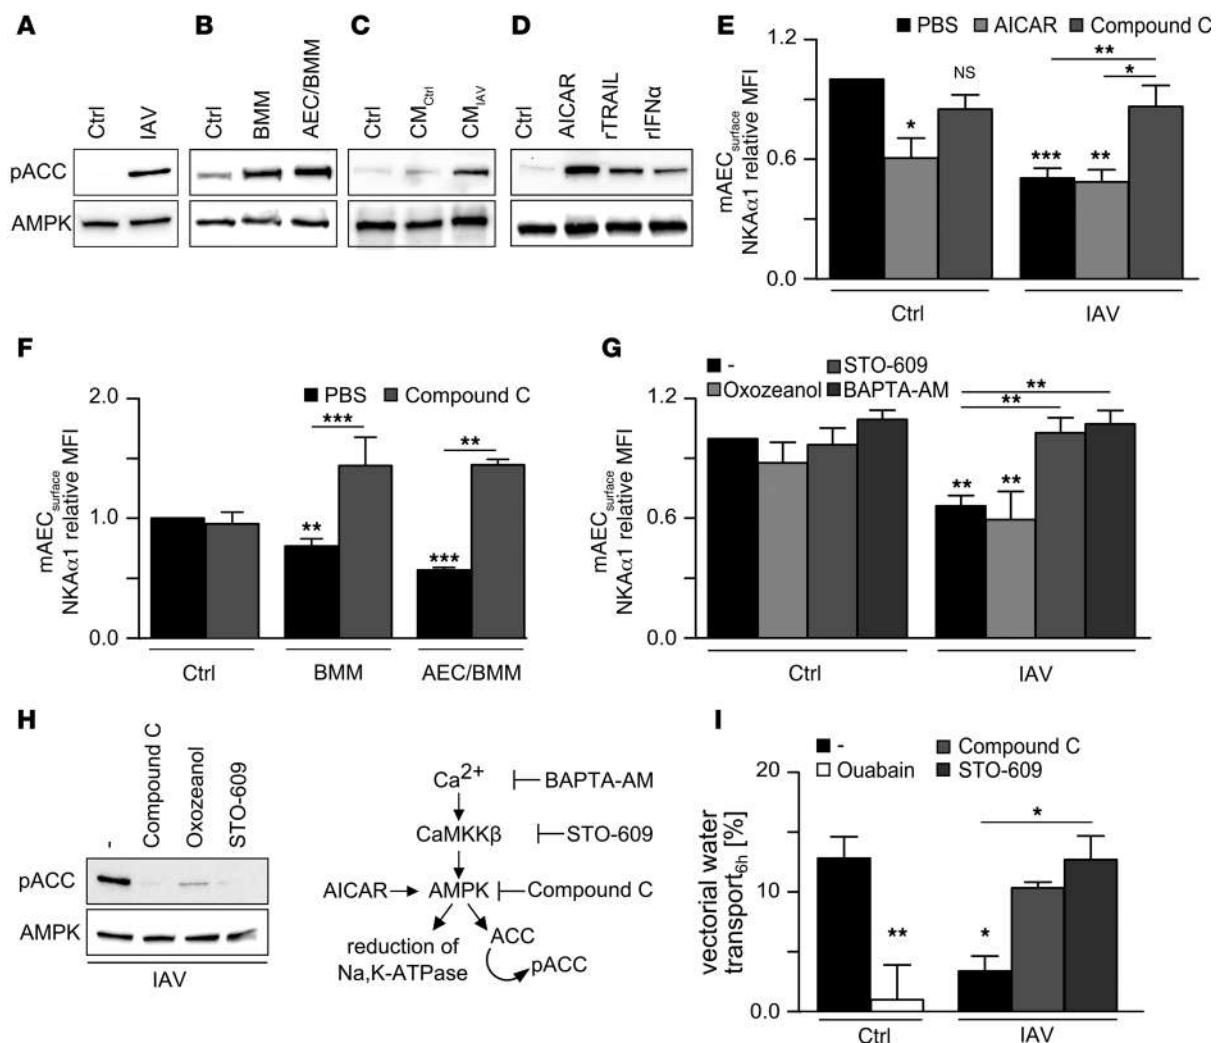 A
Ctrl
IAV
pACC
AMPK
B
Ctrl
BMM
AEC/BMM
C
Ctrl
CMCtrl
CMIAV
D
Ctrl
AICAR
rTRAIL
rIFNα
E
PBS
AICAR
Compound C
mAECsurface
NKAα1 relative MFI
1.2
0.6
0.0
*
NS
***
**
**
*
Ctrl
IAV
F
PBS
Compound C
mAECsurface
NKAα1 relative MFI
2.0
1.0
0.0
**
***
***
**
Ctrl
BMM
AEC/BMM
G
-
STO-609
Oxozeanol
BAPTA-AM
mAECsurface
NKAα1 relative MFI
1.2
0.6
0.0
**
**
**
**
Ctrl
IAV
H
-
Compound C
Oxozeanol
STO-609
pACC
AMPK
IAV
Ca2+
BAPTA-AM
CaMKKβ
STO-609
AICAR
AMPK
Compound C
reduction of
Na,K-ATPase
ACC
pACC
I
-
Compound C
Ouabain
STO-609
vectorial water
transport6h [%]
20
10
0.0
**
*
*
Ctrl
IAV